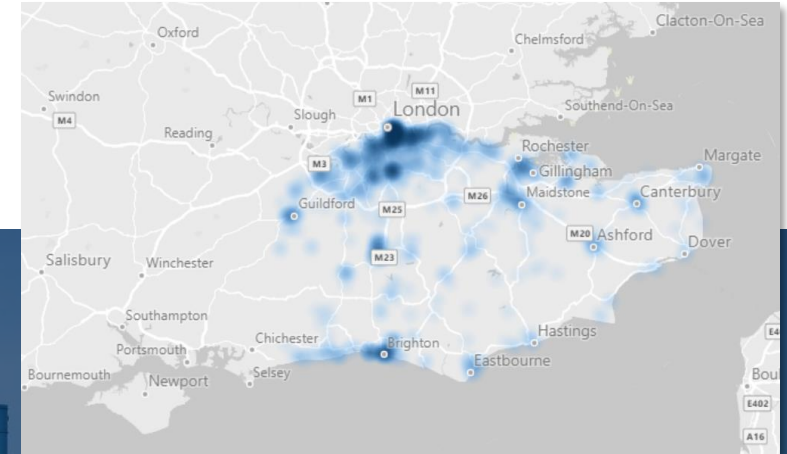 Clacton-On-Sea
Oxford
Chelmsford
Swindon
M1
M11
London
Southend-On-Sea
M4
Slough
Reading
Rochester
Margate
M3
Gillingham
M26
Maidstone
Canterbury
Guildford
M25
M20
Ashford
Dover
M23
Salisbury
Winchester
Southampton
Hastings
Chichester
Brighton
Portsmouth
Eastbourne
Bournemouth
Newport
Selsey
Bou
E402
A16